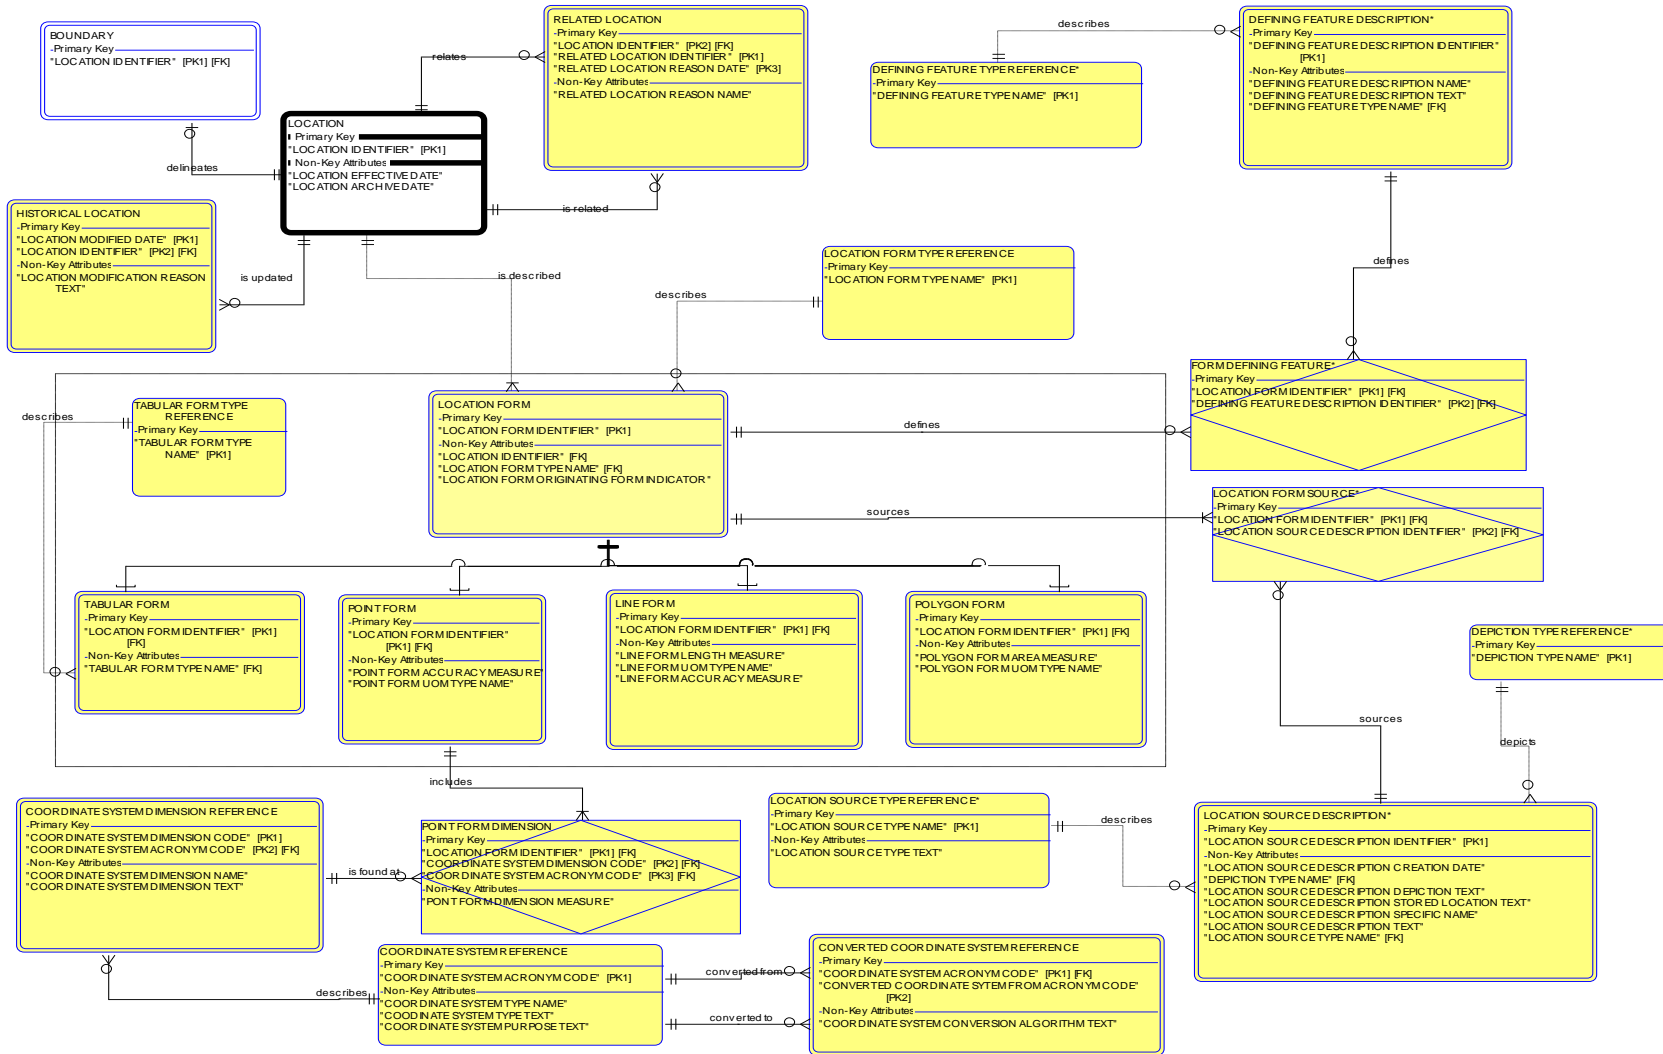 BOUNDARY
-Primary Key
"LOCATION IDENTIFIER" [PK1] [FK]
RELATED LOCATION
-Primary Key
"LOCATION IDENTIFIER" [PK2] [FK]
"RELATED LOCATION IDENTIFIER" [PK1]
"RELATED LOCATION REASON DATE" [PK3]
-Non-Key Attributes
"RELATED LOCATION REASON NAME"
describes
DEFINING FEATURE DESCRIPTION*
-Primary Key
"DEFINING FEATURE DESCRIPTION IDENTIFIER"
[PK1]
-Non-Key Attributes
"DEFINING FEATURE DESCRIPTION NAME"
"DEFINING FEATURE DESCRIPTION TEXT"
"DEFINING FEATURE TYPE NAME" [FK]
relates
DEFINING FEATURE TYPE REFERENCE*
-Primary Key
"DEFINING FEATURE TYPE NAME" [PK1]
LOCATION
Primary Key
"LOCATION IDENTIFIER" [PK1]
Non-Key Attributes
"LOCATION EFFECTIVE DATE"
"LOCATION ARCHIVE DATE"
delineates
is related
HISTORICAL LOCATION
-Primary Key
"LOCATION MODIFIED DATE" [PK1]
"LOCATION IDENTIFIER" [PK2] [FK]
-Non-Key Attributes
"LOCATION MODIFICATION REASON
TEXT"
is updated
is described
LOCATION FORM TYPE REFERENCE
-Primary Key
"LOCATION FORM TYPE NAME" [PK1]
describes
defines
FORM DEFINING FEATURE*
-Primary Key
"LOCATION FORM IDENTIFIER" [PK1] [FK]
"DEFINING FEATURE DESCRIPTION IDENTIFIER" [PK2] [FK]
describes
TABULAR FORM TYPE
REFERENCE
-Primary Key
"TABULAR FORM TYPE
NAME" [PK1]
LOCATION FORM
-Primary Key
"LOCATION FORM IDENTIFIER" [PK1]
-Non-Key Attributes
"LOCATION IDENTIFIER" [FK]
"LOCATION FORM TYPE NAME" [FK]
"LOCATION FORM ORIGINATING FORM INDICATOR"
defines
sources
LOCATION FORM SOURCE*
-Primary Key
"LOCATION FORM IDENTIFIER" [PK1] [FK]
"LOCATION SOURCE DESCRIPTION IDENTIFIER" [PK2] [FK]
TABULAR FORM
-Primary Key
"LOCATION FORM IDENTIFIER" [PK1]
[FK]
-Non-Key Attributes
"TABULAR FORM TYPE NAME" [FK]
POINT FORM
-Primary Key
"LOCATION FORM IDENTIFIER"
[PK1] [FK]
-Non-Key Attributes
"POINT FORM ACCURACY MEASURE"
"POINT FORM UOM TYPE NAME"
LINE FORM
-Primary Key
"LOCATION FORM IDENTIFIER" [PK1] [FK]
-Non-Key Attributes
"LINE FORM LENGTH MEASURE"
"LINE FORM UOM TYPE NAME"
"LINE FORM ACCURACY MEASURE"
POLYGON FORM
-Primary Key
"LOCATION FORM IDENTIFIER" [PK1] [FK]
-Non-Key Attributes
"POLYGON FORM AREA MEASURE"
"POLYGON FORM UOM TYPE NAME"
DEPICTION TYPE REFERENCE*
-Primary Key
"DEPICTION TYPE NAME" [PK1]
sources
depicts
includes
COORDINATE SYSTEM DIMENSION REFERENCE
-Primary Key
"COORDINATE SYSTEM DIMENSION CODE" [PK1]
"COORDINATE SYSTEM ACRONYM CODE" [PK2] [FK]
-Non-Key Attributes
"COORDINATE SYSTEM DIMENSION NAME"
"COORDINATE SYSTEM DIMENSION TEXT"
is found at
POINT FORM DIMENSION
-Primary Key
"LOCATION FORM IDENTIFIER" [PK1] [FK]
"COORDINATE SYSTEM DIMENSION CODE" [PK2] [FK]
"COORDINATE SYSTEM ACRONYM CODE" [PK3] [FK]
-Non-Key Attributes
"PONT FORM DIMENSION MEASURE"
LOCATION SOURCE TYPE REFERENCE*
-Primary Key
"LOCATION SOURCE TYPE NAME" [PK1]
-Non-Key Attributes
"LOCATION SOURCE TYPE TEXT"
describes
LOCATION SOURCE DESCRIPTION*
-Primary Key
"LOCATION SOURCE DESCRIPTION IDENTIFIER" [PK1]
-Non-Key Attributes
"LOCATION SOURCE DESCRIPTION CREATION DATE"
"DEPICTION TYPE NAME" [FK]
"LOCATION SOURCE DESCRIPTION DEPICTION TEXT"
"LOCATION SOURCE DESCRIPTION STORED LOCATION TEXT"
"LOCATION SOURCE DESCRIPTION SPECIFIC NAME"
"LOCATION SOURCE DESCRIPTION TEXT"
"LOCATION SOURCE TYPE NAME" [FK]
describes
COORDINATE SYSTEM REFERENCE
-Primary Key
"COORDINATE SYSTEM ACRONYM CODE" [PK1]
-Non-Key Attributes
"COORDINATE SYSTEM TYPE NAME"
"COODINATE SYSTEM TYPE TEXT"
"COORDINATE SYSTEM PURPOSE TEXT"
converted from
converted to
CONVERTED COORDINATE SYSTEM REFERENCE
-Primary Key
"COORDINATE SYSTEM ACRONYM CODE" [PK1] [FK]
"CONVERTED COORDINATE SYTEM FROM ACRONYM CODE"
[PK2]
-Non-Key Attributes
"COORDINATE SYSTEM CONVERSION ALGORITHM TEXT"